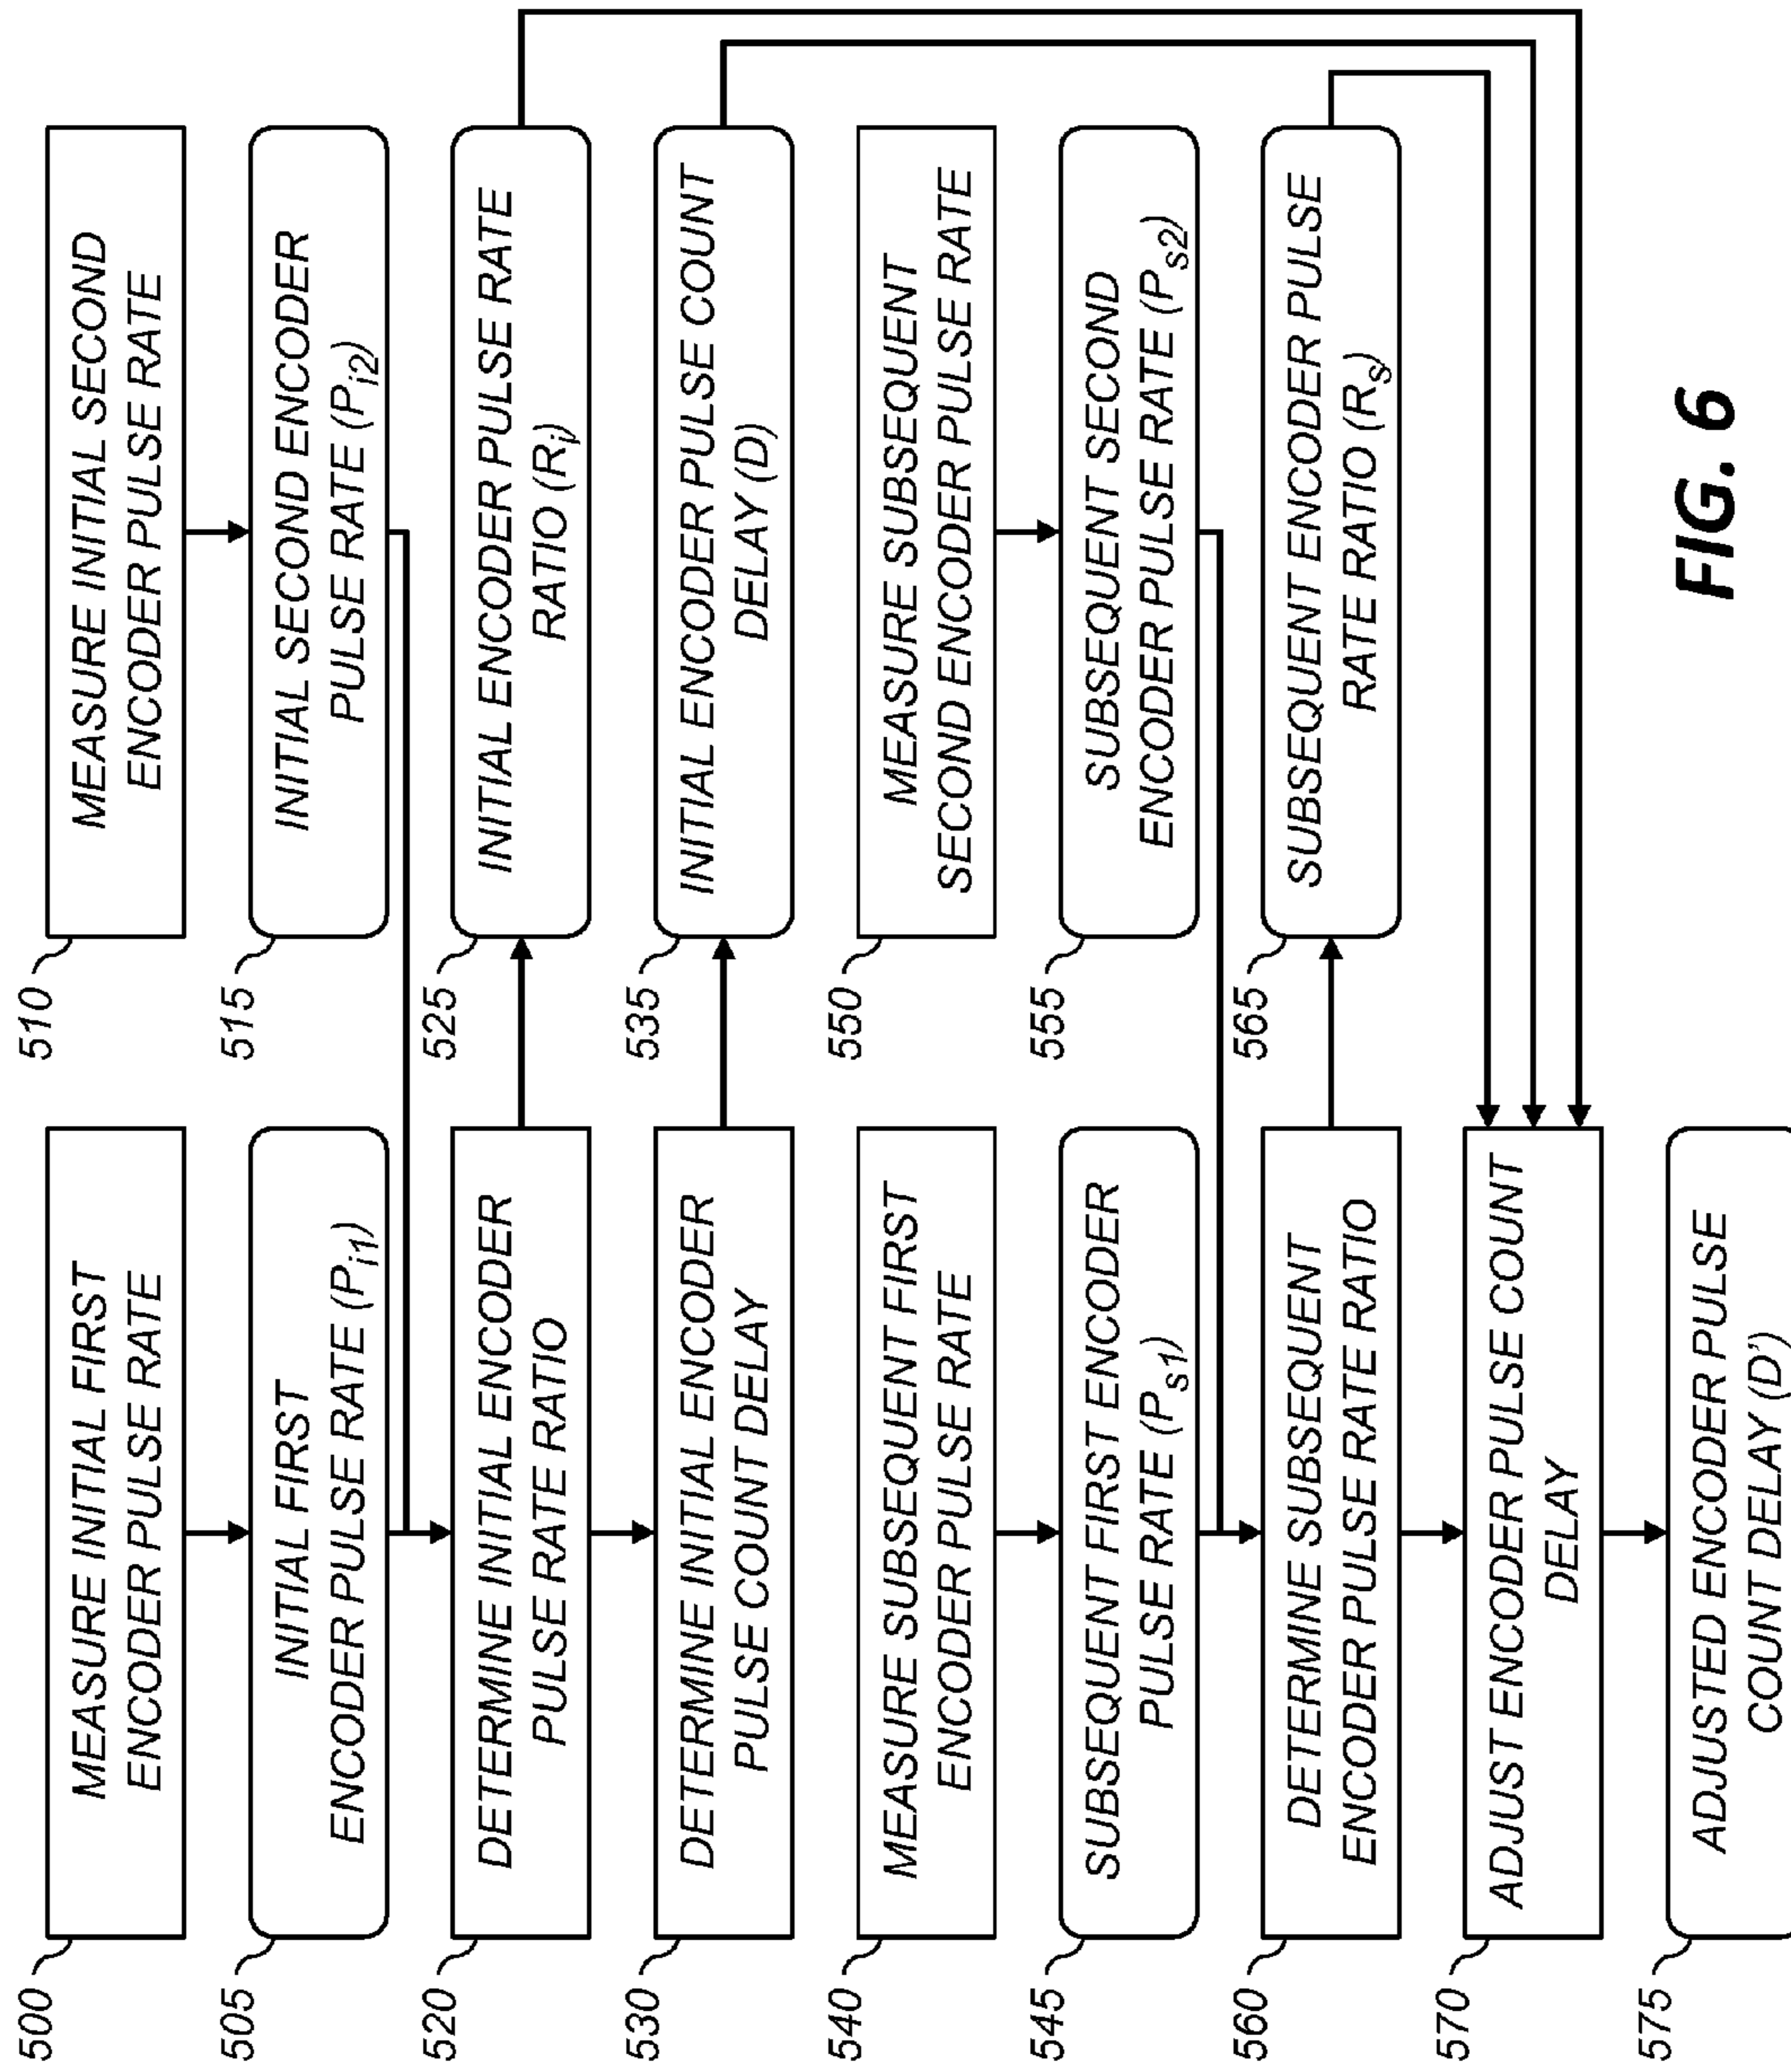 500
MEASURE INITIAL FIRST
ENCODER PULSE RATE
510
MEASURE INITIAL SECOND
ENCODER PULSE RATE
505
INITIAL FIRST
ENCODER PULSE RATE (Pi1)
515
INITIAL SECOND ENCODER
PULSE RATE (Pi2)
520
DETERMINE INITIAL ENCODER
PULSE RATE RATIO
525
INITIAL ENCODER PULSE RATE
RATIO (Ri)
530
DETERMINE INITIAL ENCODER
PULSE COUNT DELAY
535
INITIAL ENCODER PULSE COUNT
DELAY (D)
540
MEASURE SUBSEQUENT FIRST
ENCODER PULSE RATE
550
MEASURE SUBSEQUENT
SECOND ENCODER PULSE RATE
545
SUBSEQUENT FIRST ENCODER
PULSE RATE (Ps1)
555
SUBSEQUENT SECOND
ENCODER PULSE RATE (Ps2)
560
DETERMINE SUBSEQUENT
ENCODER PULSE RATE RATIO
565
SUBSEQUENT ENCODER PULSE
RATE RATIO (Rs)
570
ADJUST ENCODER PULSE COUNT
DELAY
575
ADJUSTED ENCODER PULSE
COUNT DELAY (D')
FIG. 6